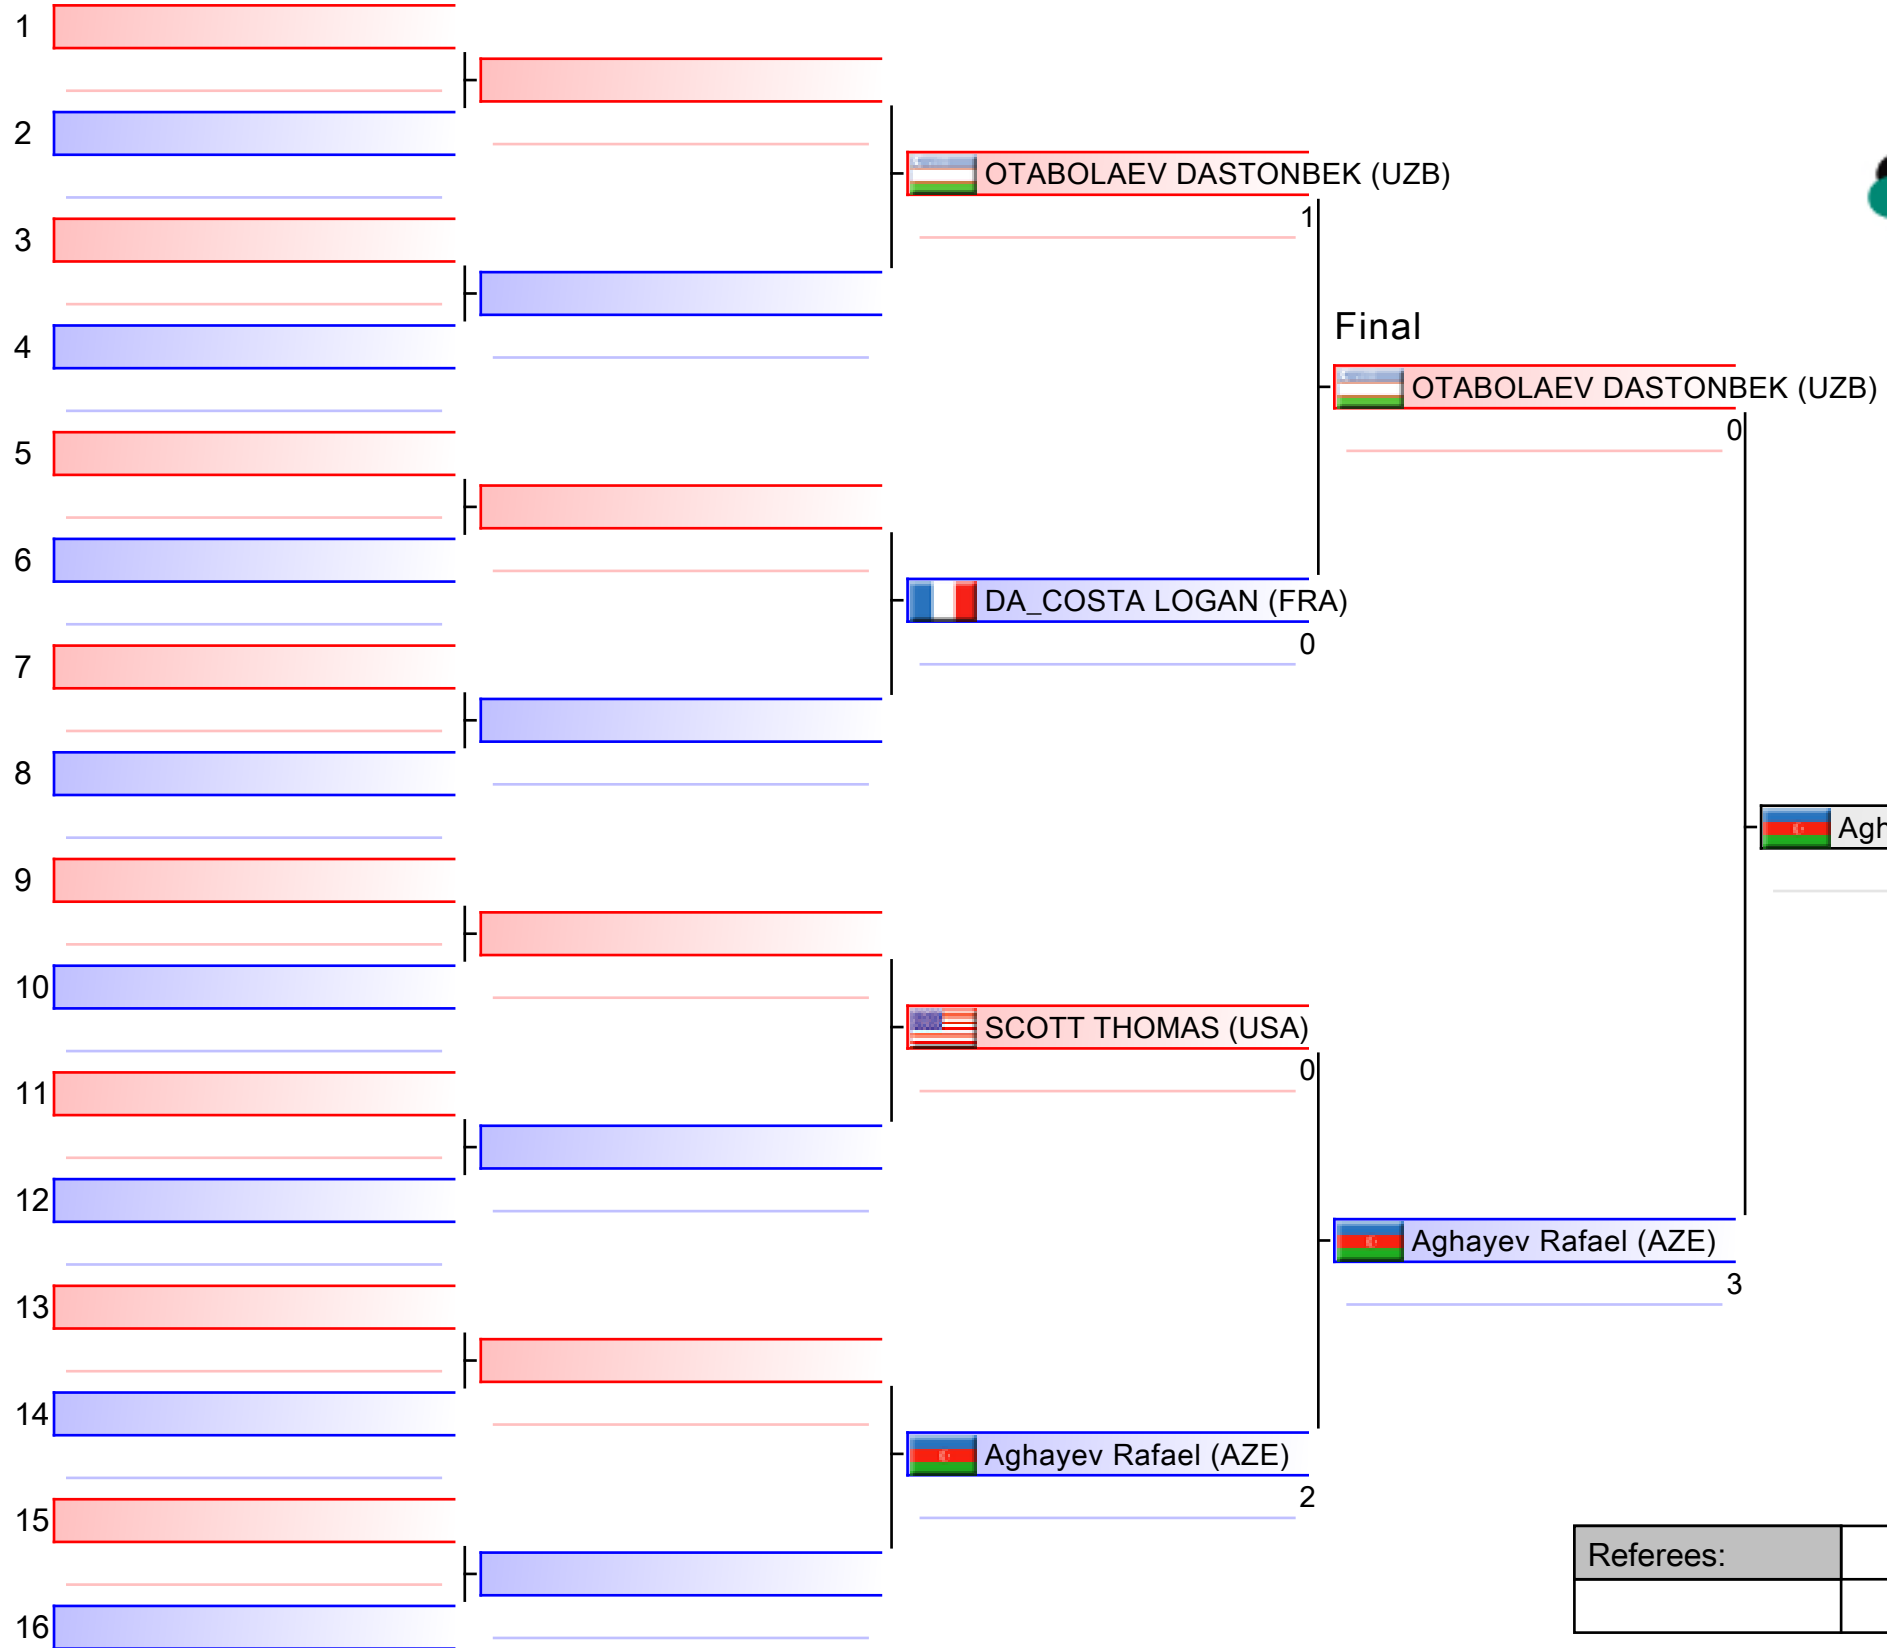 1
2
OTABOLAEV DASTONBEK (UZB)
1
3
Final
4
OTABOLAEV DASTONBEK (UZB)
0
5
6
DA_COSTA LOGAN (FRA)
0
7
8
Agh
9
10
SCOTT THOMAS (USA)
0
11
12
Aghayev Rafael (AZE)
3
13
14
Aghayev Rafael (AZE)
2
15
Referees:
16